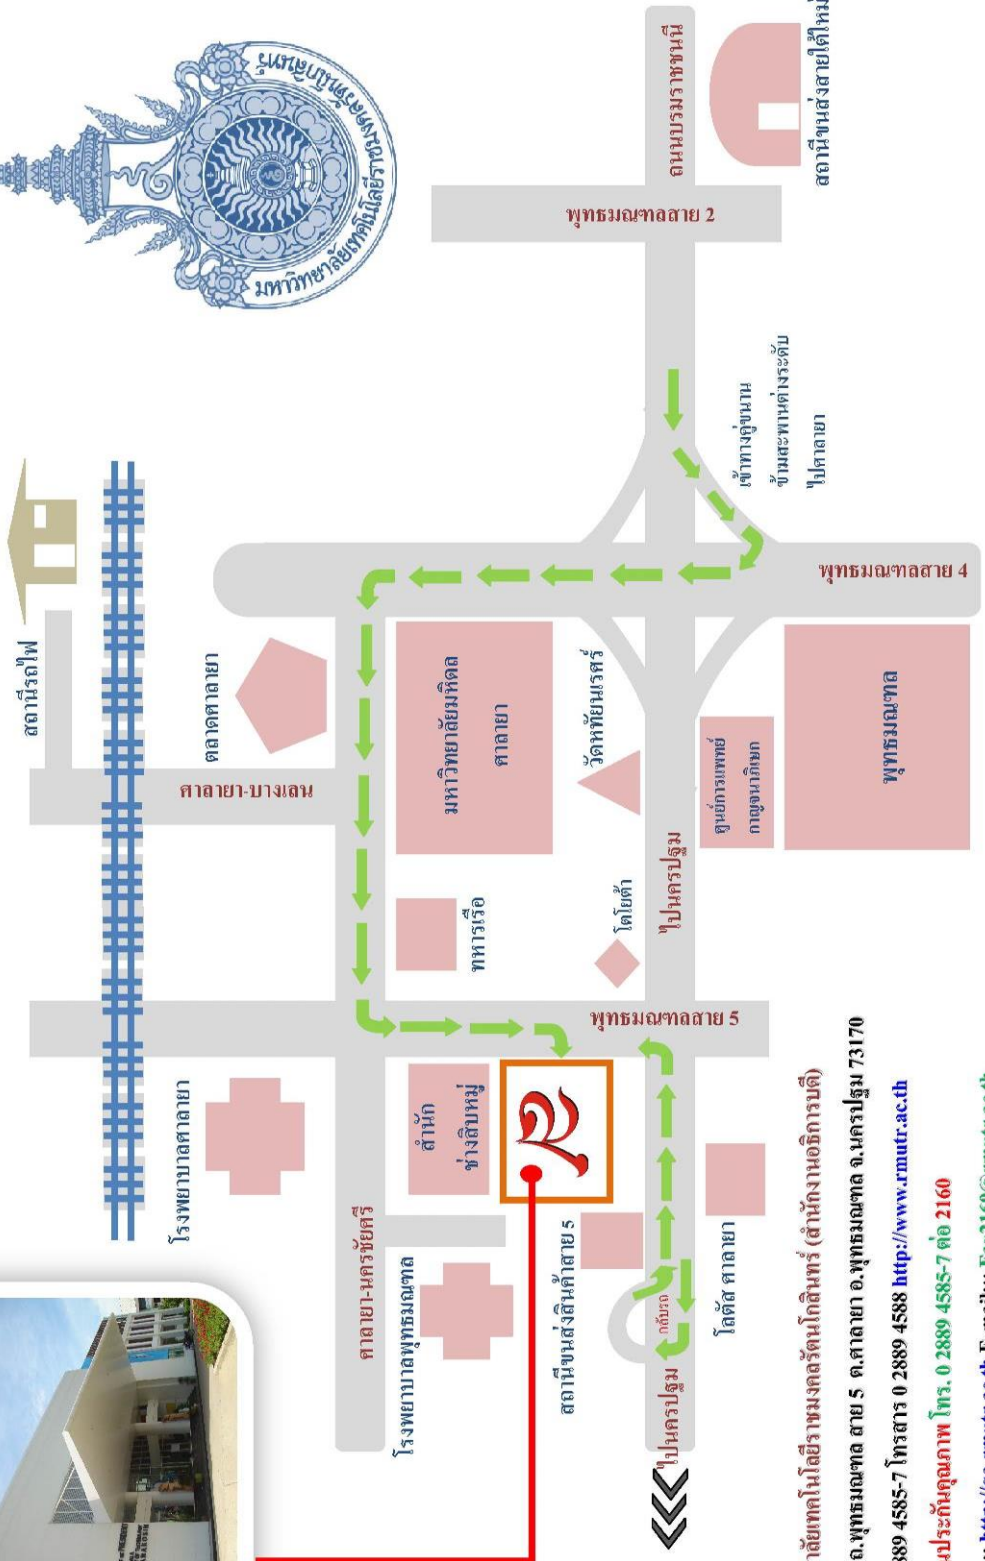 มหาวิทยาลัยเทคโนโลยีราชมงคลรัตนโกสินทร์
สถานีรถไฟ
ตลาดศาลายา
ศาลายา-บางเลน
โรงพยาบาลศาลายา
ศาลายา-นครชัยศรี
โรงพยาบาลพุทธมณฑล
สำนัก
ช่างสิบหมู่
ทหารเรือ
มหาวิทยาลัยมหิดล
ศาลายา
วัดหทัยนเรศร์
โตโยต้า
พุทธมณฑลสาย 2
ถนนบรมราชชนนี
สถานีขนส่งสายใต้ใหม่
เข้าทางคู่ขนาน
ข้ามสะพานต่างระดับ
ไปศาลายา
พุทธมณฑลสาย 4
ศูนย์การแพทย์
กาญจนาภิเษก
พุทธมณฑล
ไปนครปฐม
พุทธมณฑลสาย 5
สถานีขนส่งสินค้าสาย 5
กลับรถ
โลตัส ศาลายา
ไปนครปฐม
าลัยเทคโนโลยีราชมงคลรัตนโกสินทร์ (สำนักงานอธิการบดี)
ถ.พุทธมณฑล สาย 5 ต.ศาลายา อ.พุทธมณฑล จ.นครปฐม 73170
889 4585-7 โทรสาร 0 2889 4588 http://www.rmutr.ac.th
นประกันคุณภาพ โทร. 0 2889 4585-7 ต่อ 2160